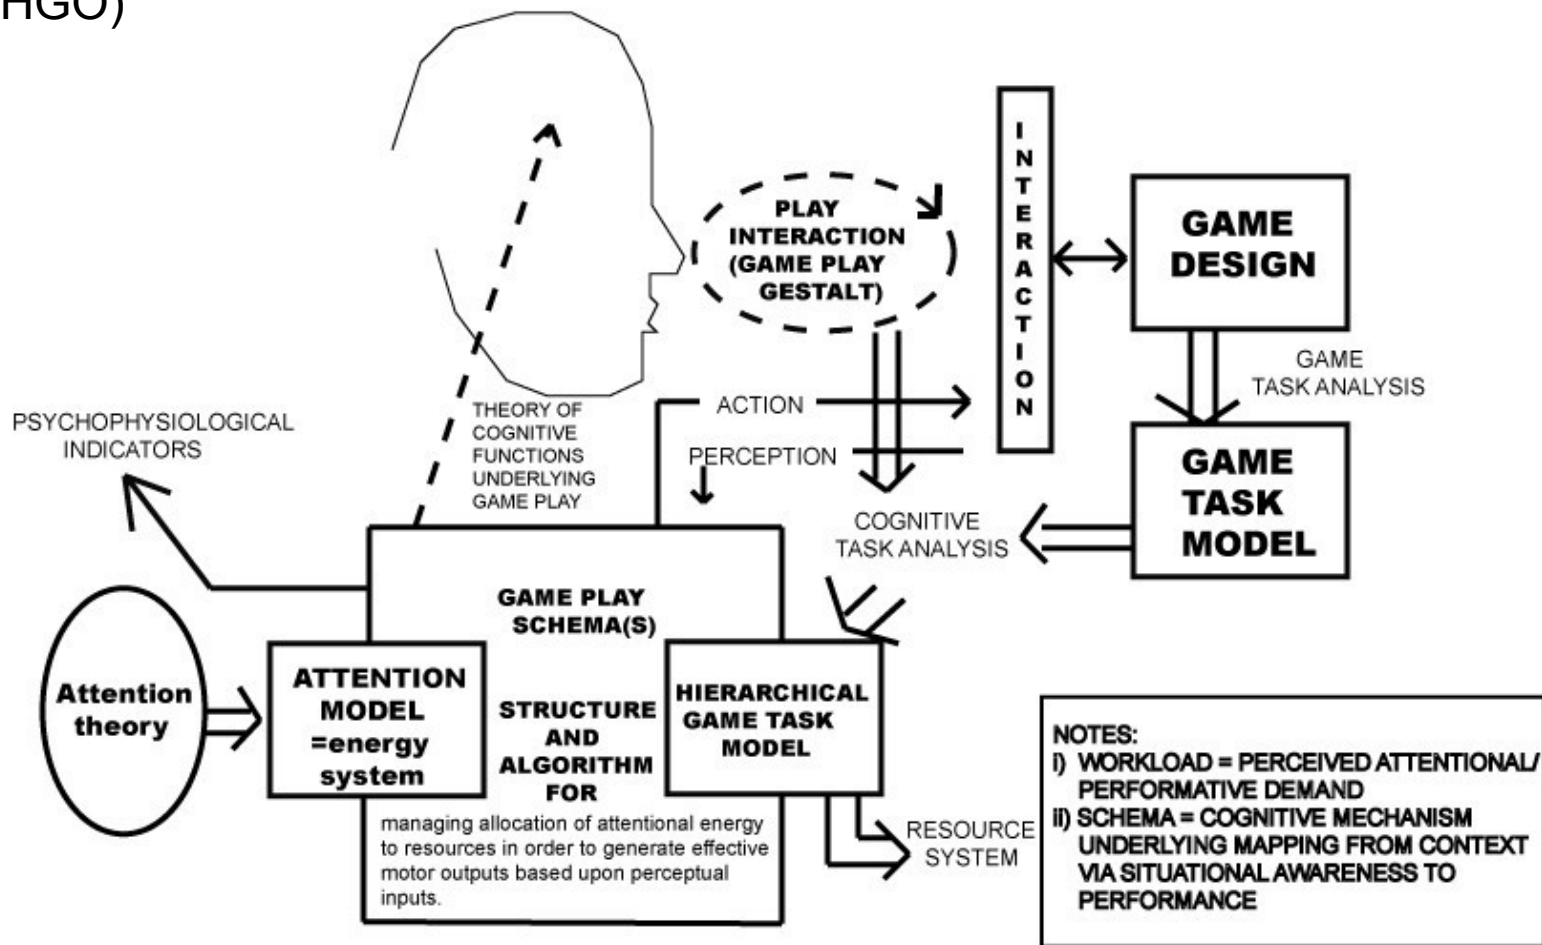 HGO)
PLAY
INTERACTION
(GAME PLAY
GESTALT)
INTERACTION
GAME
DESIGN
GAME
TASK ANALYSIS
THEORY OF
COGNITIVE
FUNCTIONS
UNDERLYING
GAME PLAY
ACTION
PERCEPTION
PSYCHOPHYSIOLOGICAL
INDICATORS
GAME
TASK
MODEL
COGNITIVE
TASK ANALYSIS
GAME PLAY
SCHEMA(S)
Attention
theory
ATTENTION
MODEL
=energy
system
STRUCTURE
AND
ALGORITHM
FOR
HIERARCHICAL
GAME TASK
MODEL
managing allocation of attentional energy
to resources in order to generate effective
motor outputs based upon perceptual
inputs.
RESOURCE
SYSTEM
NOTES:
i) WORKLOAD = PERCEIVED ATTENTIONAL/
PERFORMATIVE DEMAND
ii) SCHEMA = COGNITIVE MECHANISM
UNDERLYING MAPPING FROM CONTEXT
VIA SITUATIONAL AWARENESS TO
PERFORMANCE